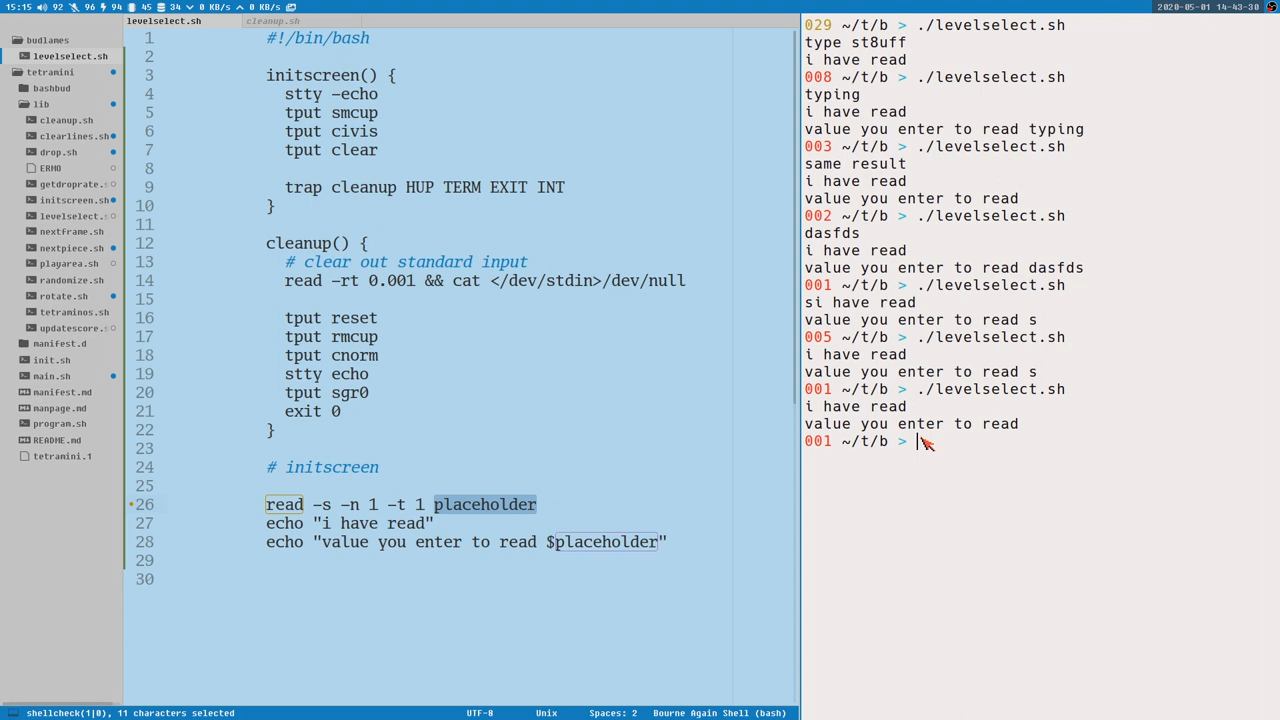 15:15 92 96 94 45 34 0 KB/s 0 KB/s
2020-05-01 14-43-30
levelselect.sh
cleanup.sh
budlames
levelselect.sh
tetramini
bashbud
lib
cleanup.sh
clearlines.sh
drop.sh
ERMO
getdroprate.s
initscreen.sh
levelselect.s
nextframe.sh
nextpiece.sh
playarea.sh
randomize.sh
rotate.sh
tetraminos.sh
updatescore.s
manifest.d
init.sh
main.sh
manifest.md
manpage.md
program.sh
README.md
tetramini.1
1 #!/bin/bash
2
3 initscreen() {
4 stty -echo
5 tput smcup
6 tput civis
7 tput clear
8
9 trap cleanup HUP TERM EXIT INT
10 }
11
12 cleanup() {
13 # clear out standard input
14 read -rt 0.001 && cat </dev/stdin>/dev/null
15
16 tput reset
17 tput rmcup
18 tput cnorm
19 stty echo
20 tput sgr0
21 exit 0
22 }
23
24 # initscreen
25
26 read -s -n 1 -t 1 placeholder
27 echo "i have read"
28 echo "value you enter to read $placeholder"
29
30
029 ~/t/b > ./levelselect.sh
type st8uff
i have read
008 ~/t/b > ./levelselect.sh
typing
i have read
value you enter to read typing
003 ~/t/b > ./levelselect.sh
same result
i have read
value you enter to read
002 ~/t/b > ./levelselect.sh
dasfds
i have read
value you enter to read dasfds
001 ~/t/b > ./levelselect.sh
si have read
value you enter to read s
005 ~/t/b > ./levelselect.sh
i have read
value you enter to read s
001 ~/t/b > ./levelselect.sh
i have read
value you enter to read
001 ~/t/b >
shellcheck(1|0), 11 characters selected
UTF-8 Unix Spaces: 2 Bourne Again Shell (bash)